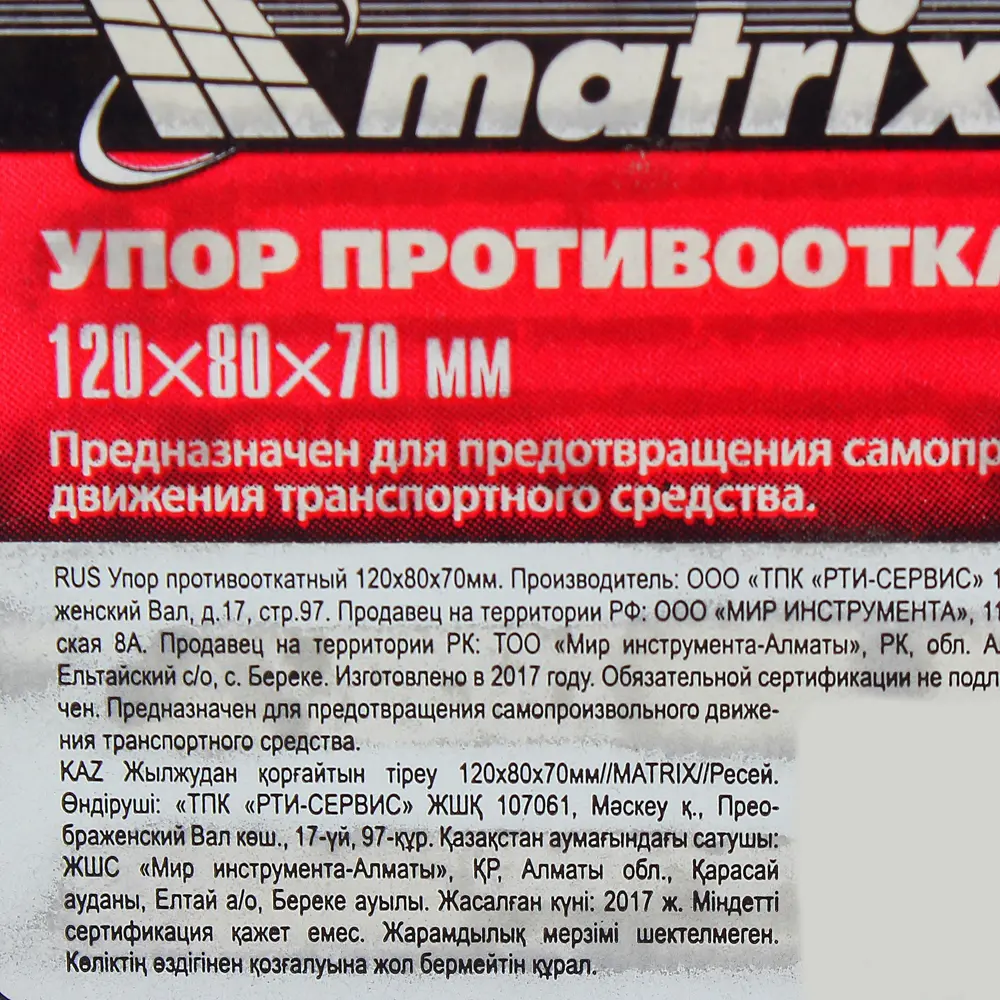 matrix
УПОР ПРОТИВООТКА
120×80×70 ММ
Предназначен для предотвращения самопр
движения транспортного средства.
RUS Упор противооткатный 120х80х70мм. Производитель: ООО «ТПК «РТИ-СЕРВИС» 1
женский Вал, д.17, стр.97. Продавец на территории РФ: ООО «МИР ИНСТРУМЕНТА», 11
ская 8А. Продавец на территории РК: ТОО «Мир инструмента-Алматы», РК, обл. А
Ельтайский с/о, с. Береке. Изготовлено в 2017 году. Обязательной сертификации не подл
чен. Предназначен для предотвращения самопроизвольного движе-
ния транспортного средства.
KAZ Жылжудан қорғайтын тіреу 120х80х70мм//MATRIX//Ресей.
Өндіруші: «ТПК «РТИ-СЕРВИС» ЖШҚ 107061, Мәскеу қ., Прео-
браженский Вал көш., 17-үй, 97-құр. Қазақстан аумағындағы сатушы:
ЖШС «Мир инструмента-Алматы», ҚР, Алматы обл., Қарасай
ауданы, Елтай а/о, Береке ауылы. Жасалған күні: 2017 ж. Міндетті
сертификация қажет емес. Жарамдылық мерзімі шектелмеген.
Көліктің өздігінен қозғалуына жол бермейтін құрал.